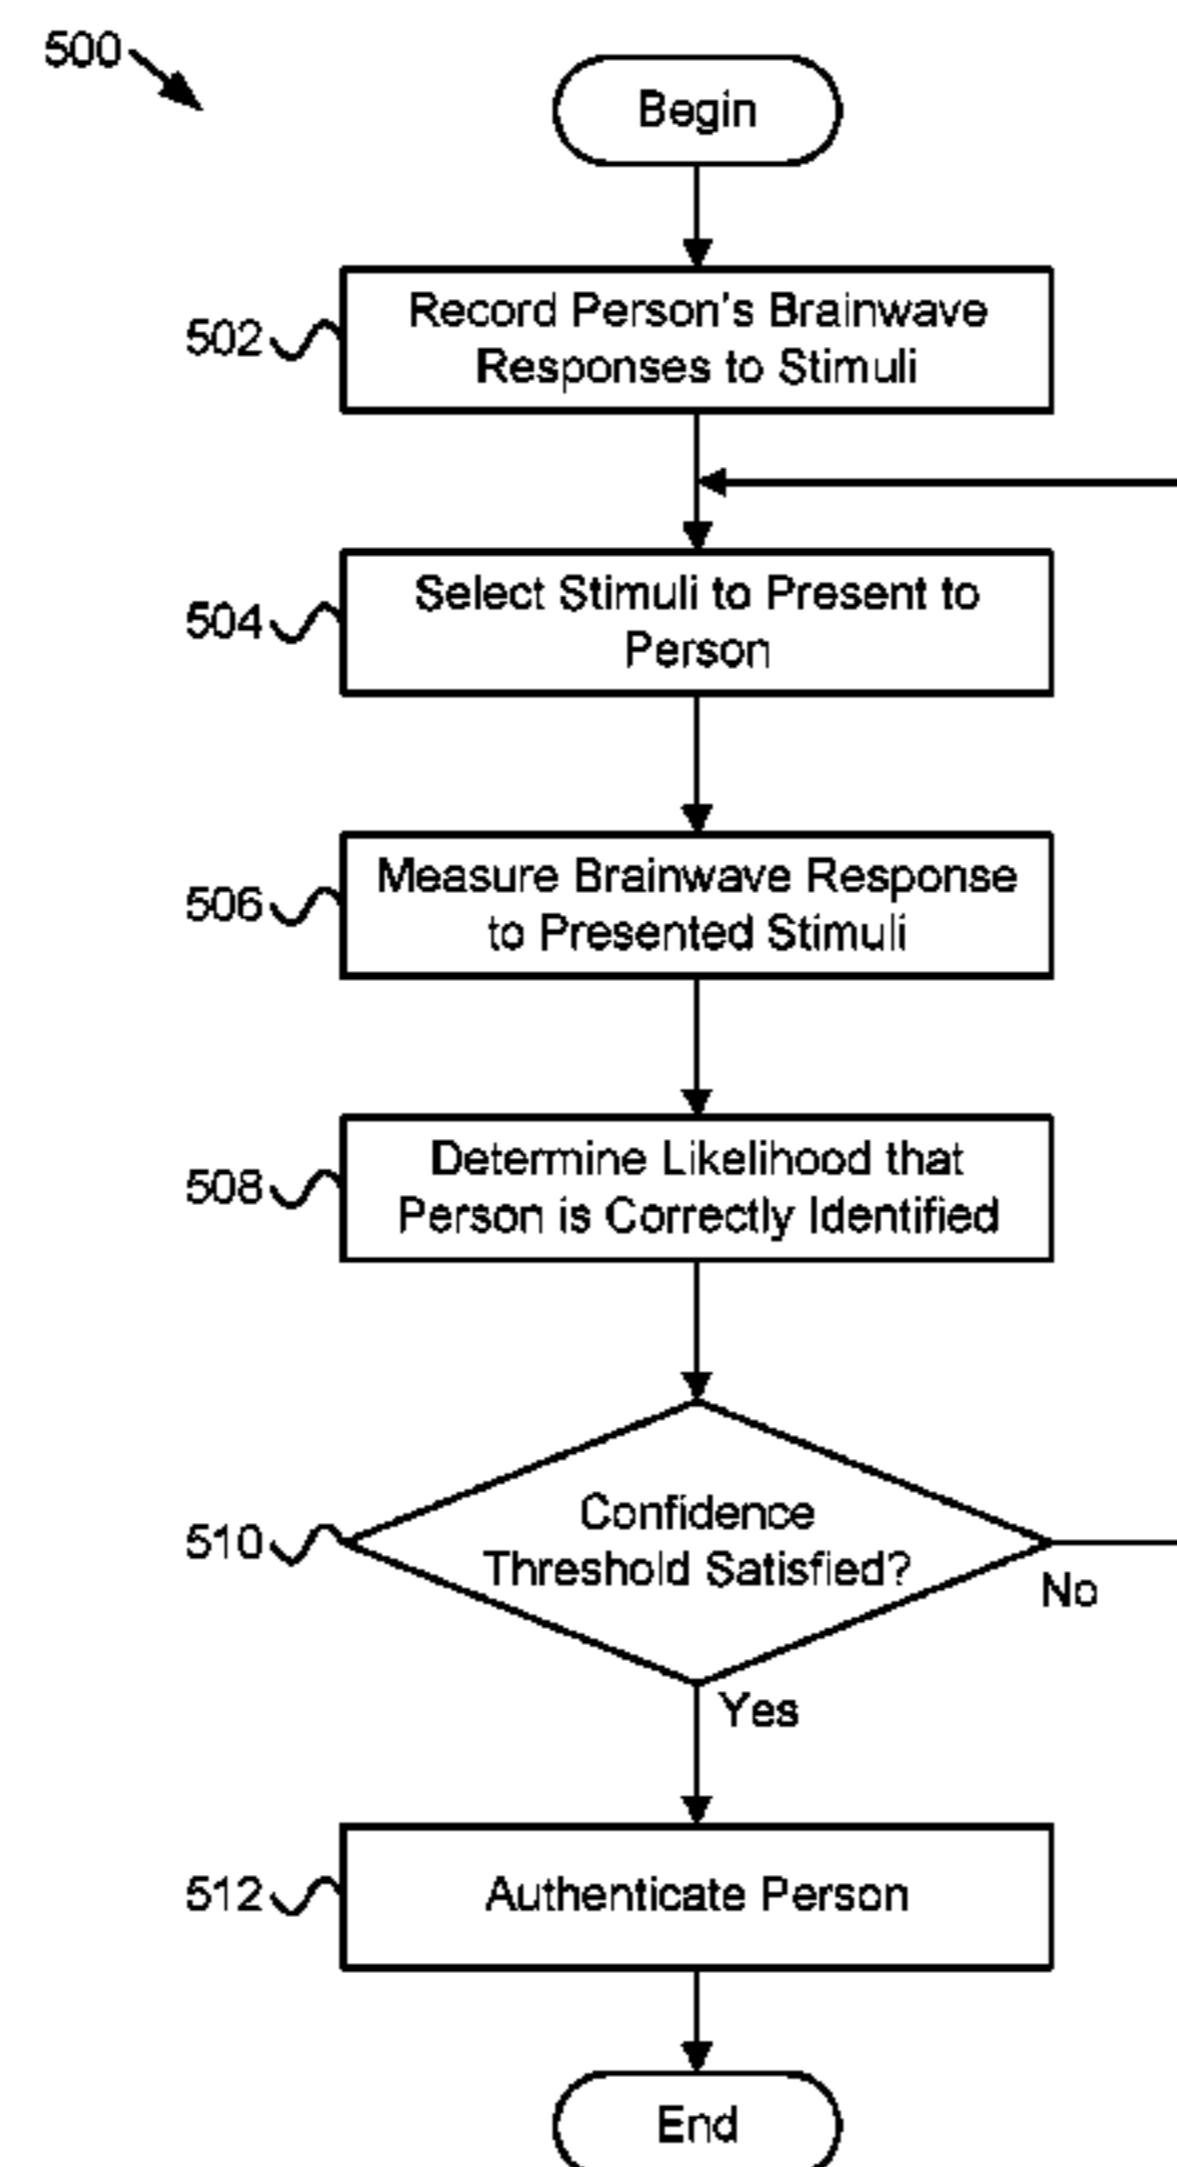 500
Begin
502
Record Person's Brainwave
Responses to Stimuli
504
Select Stimuli to Present to
Person
506
Measure Brainwave Response
to Presented Stimuli
508
Determine Likelihood that
Person is Correctly Identified
510
Confidence
Threshold Satisfied?
No
Yes
512
Authenticate Person
End